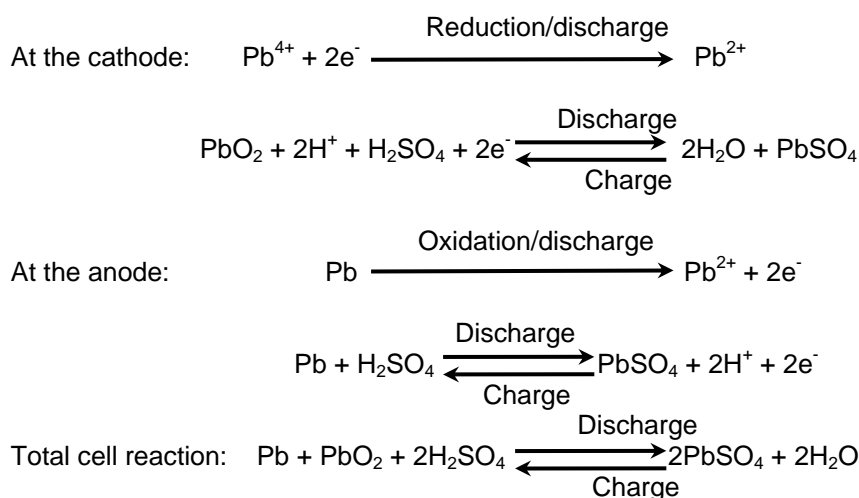 Reduction/discharge
At the cathode: Pb⁴⁺ + 2e⁻ Pb²⁺
Discharge
PbO₂ + 2H⁺ + H₂SO₄ + 2e⁻ 2H₂O + PbSO₄
Charge
Oxidation/discharge
At the anode: Pb Pb²⁺ + 2e⁻
Discharge
Pb + H₂SO₄ PbSO₄ + 2H⁺ + 2e⁻
Charge
Discharge
Total cell reaction: Pb + PbO₂ + 2H₂SO₄ 2PbSO₄ + 2H₂O
Charge